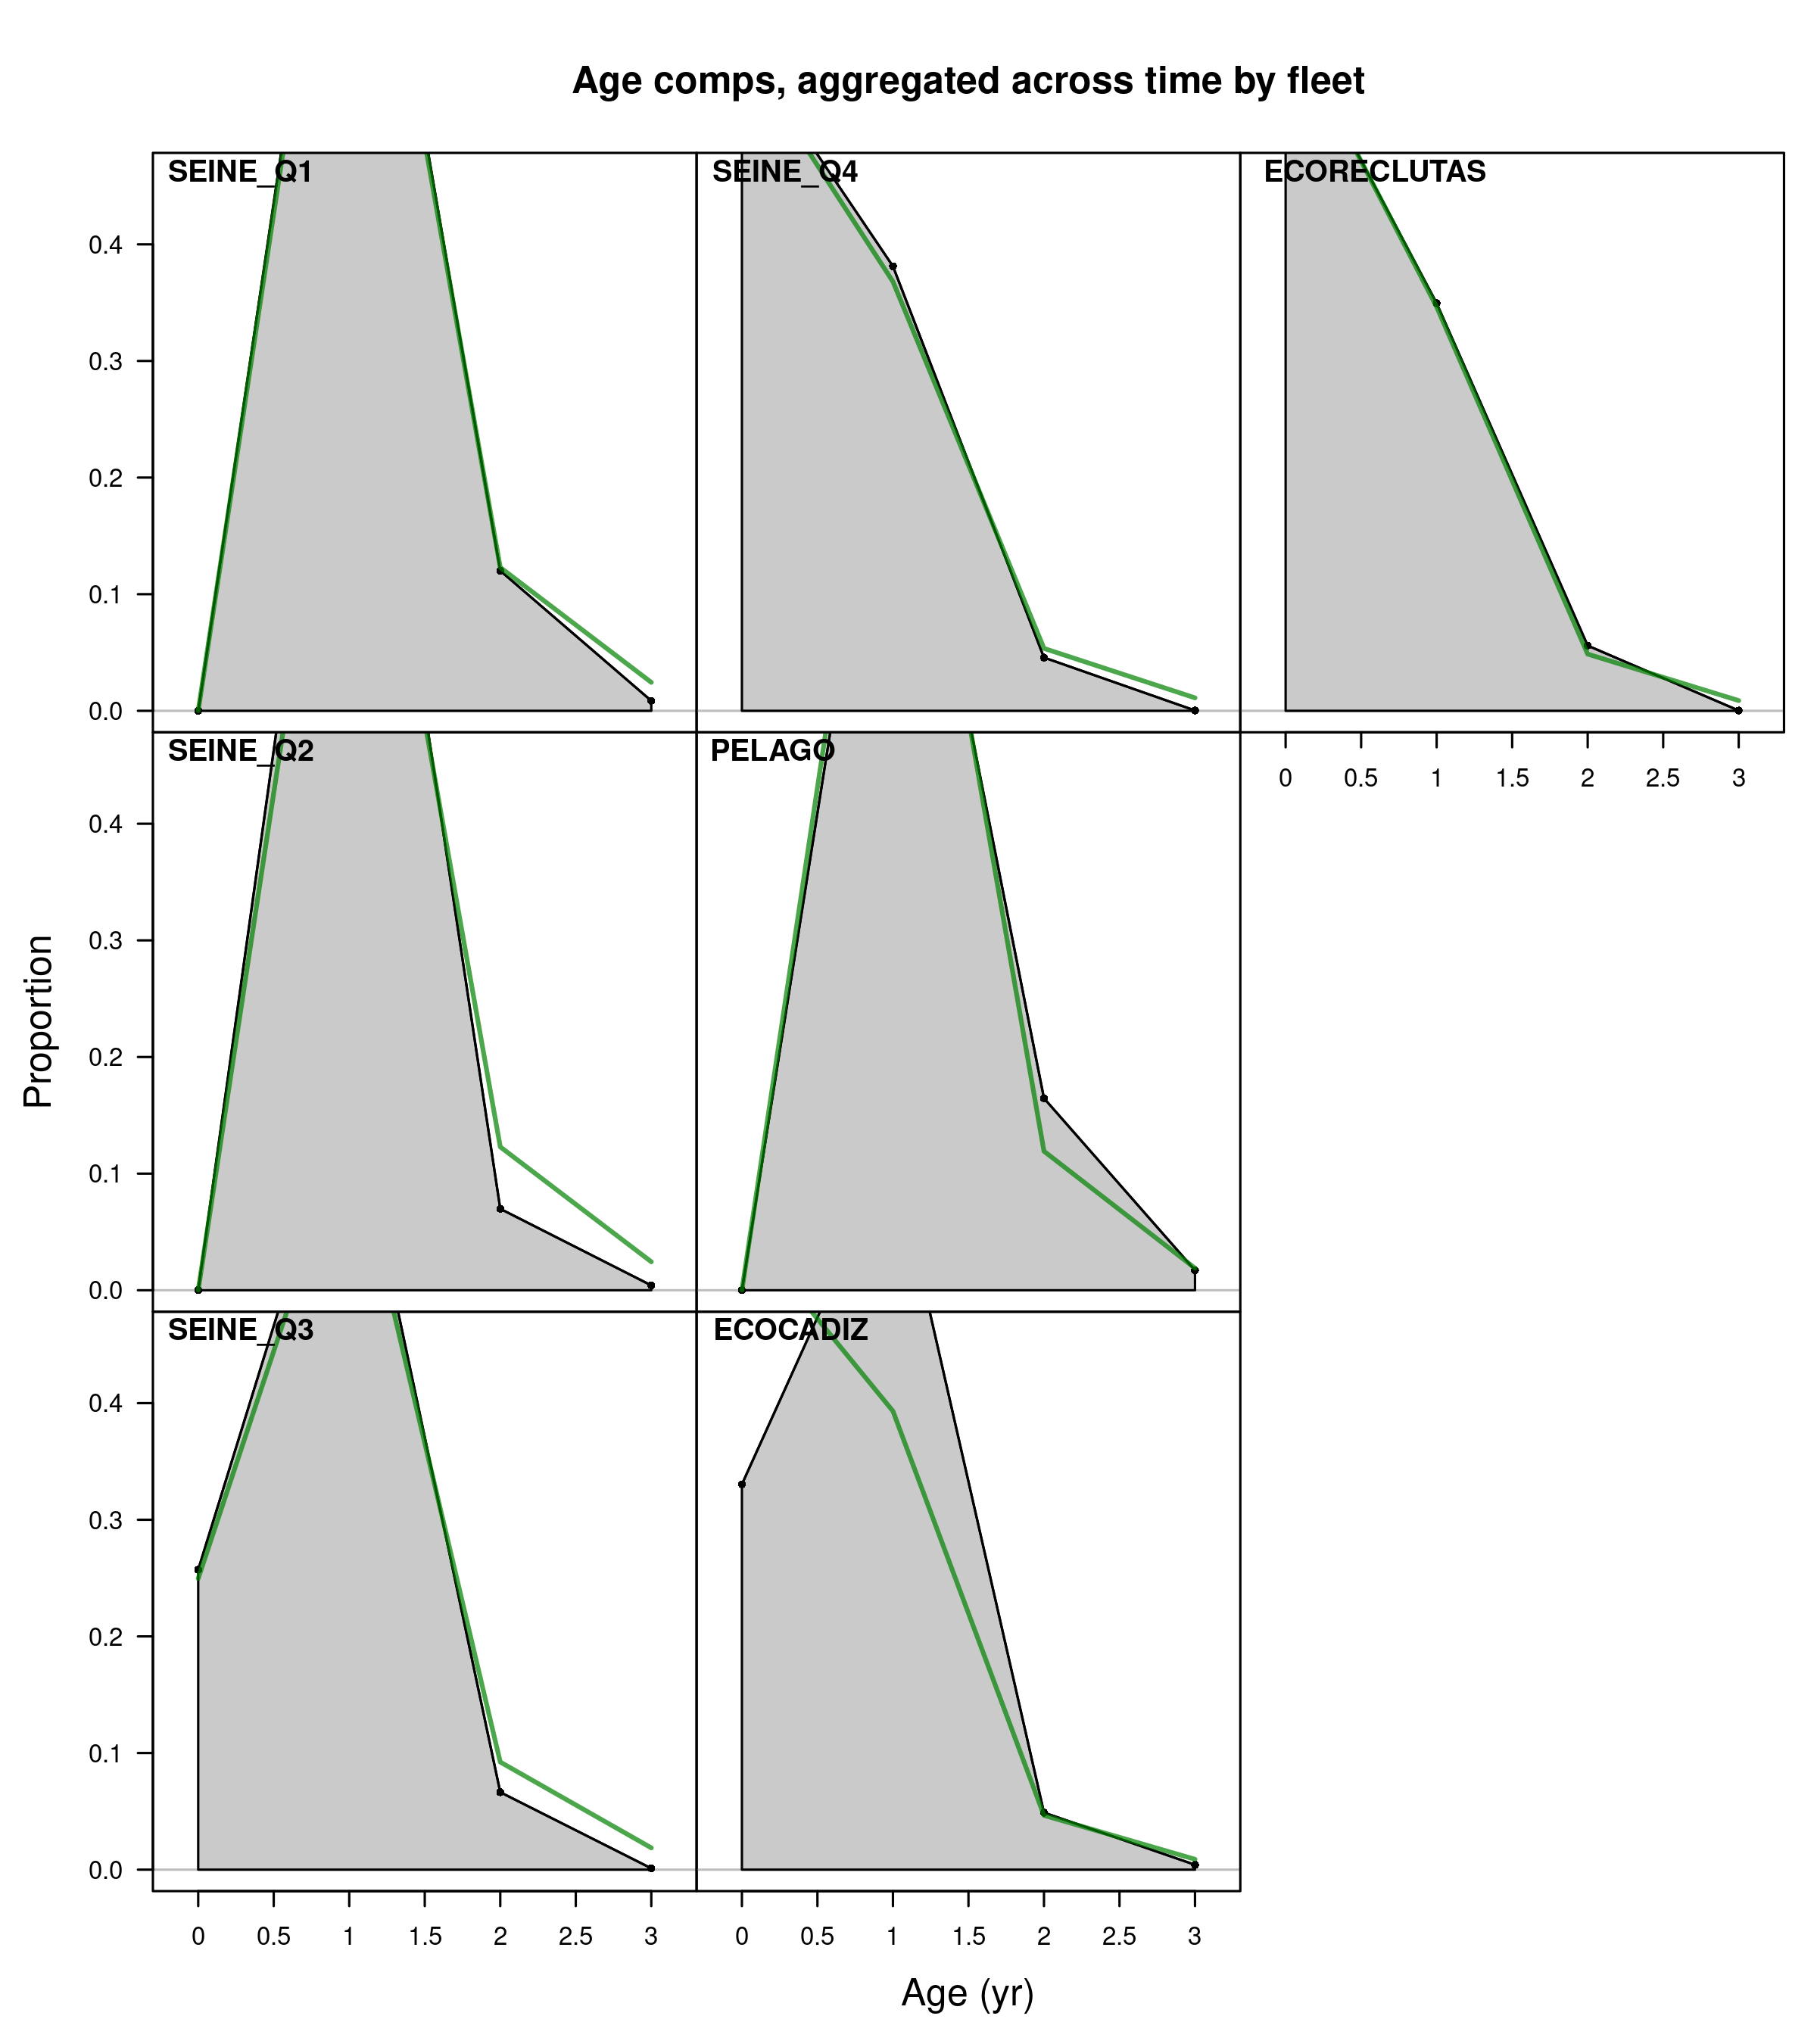 Age comps, aggregated across time by fleet
SEINE_Q1
SEINE_Q4
ECORECLUTAS
0.4
0.3
0.2
0.1
0.0
0 0.5 1 1.5 2 2.5 3
SEINE_Q2
PELAGO
0.4
0.3
0.2
0.1
0.0
Proportion
SEINE_Q3
ECOCADIZ
0.4
0.3
0.2
0.1
0.0
0 0.5 1 1.5 2 2.5 3
0 0.5 1 1.5 2 2.5 3
Age (yr)